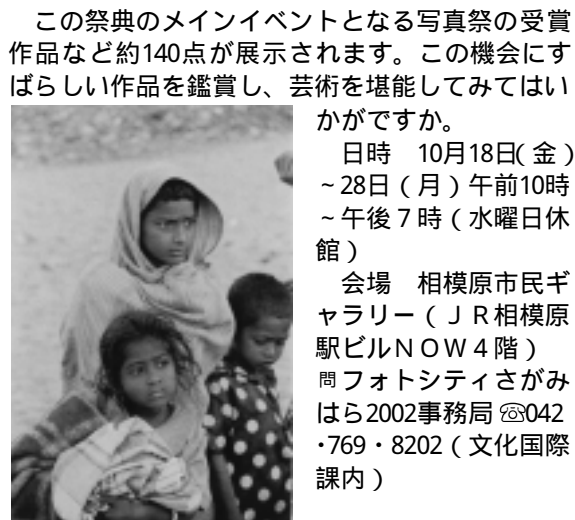 この祭典のメインイベントとなる写真祭の受賞
作品など約140点が展示されます。この機会にす
ばらしい作品を鑑賞し、芸術を堪能してみてはい
かがですか。
　日時　10月18日(金)
~28日(月)午前10時
~午後7時(水曜日休
館)
　会場　相模原市民ギ
ャラリー(JR相模原
駅ビルNOW4階)
問フォトシティさがみ
はら2002事務局☎042
・769・8202(文化国際
課内)